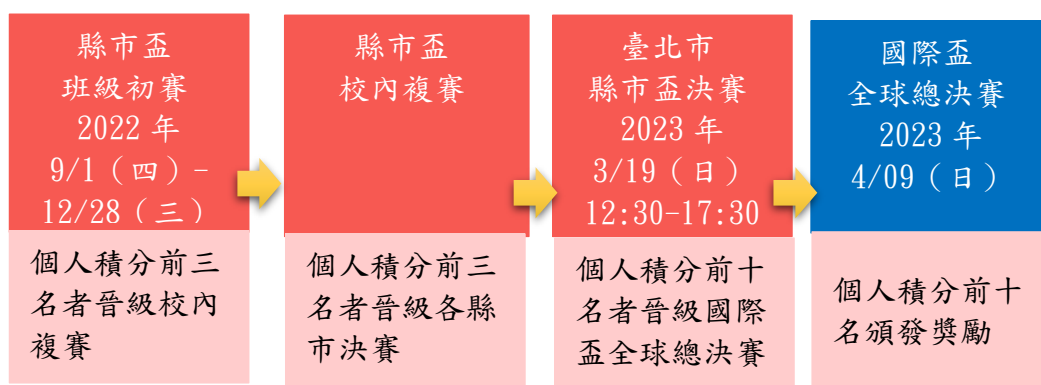 縣市盃
班級初賽
2022 年
9/1（四）-
12/28（三）
個人積分前三
名者晉級校內
複賽
縣市盃
校內複賽
個人積分前三
名者晉級各縣
市決賽
臺北市
縣市盃決賽
2023 年
3/19（日）
12:30-17:30
個人積分前十
名者晉級國際
盃全球總決賽
國際盃
全球總決賽
2023 年
4/09（日）
個人積分前十
名頒發獎勵